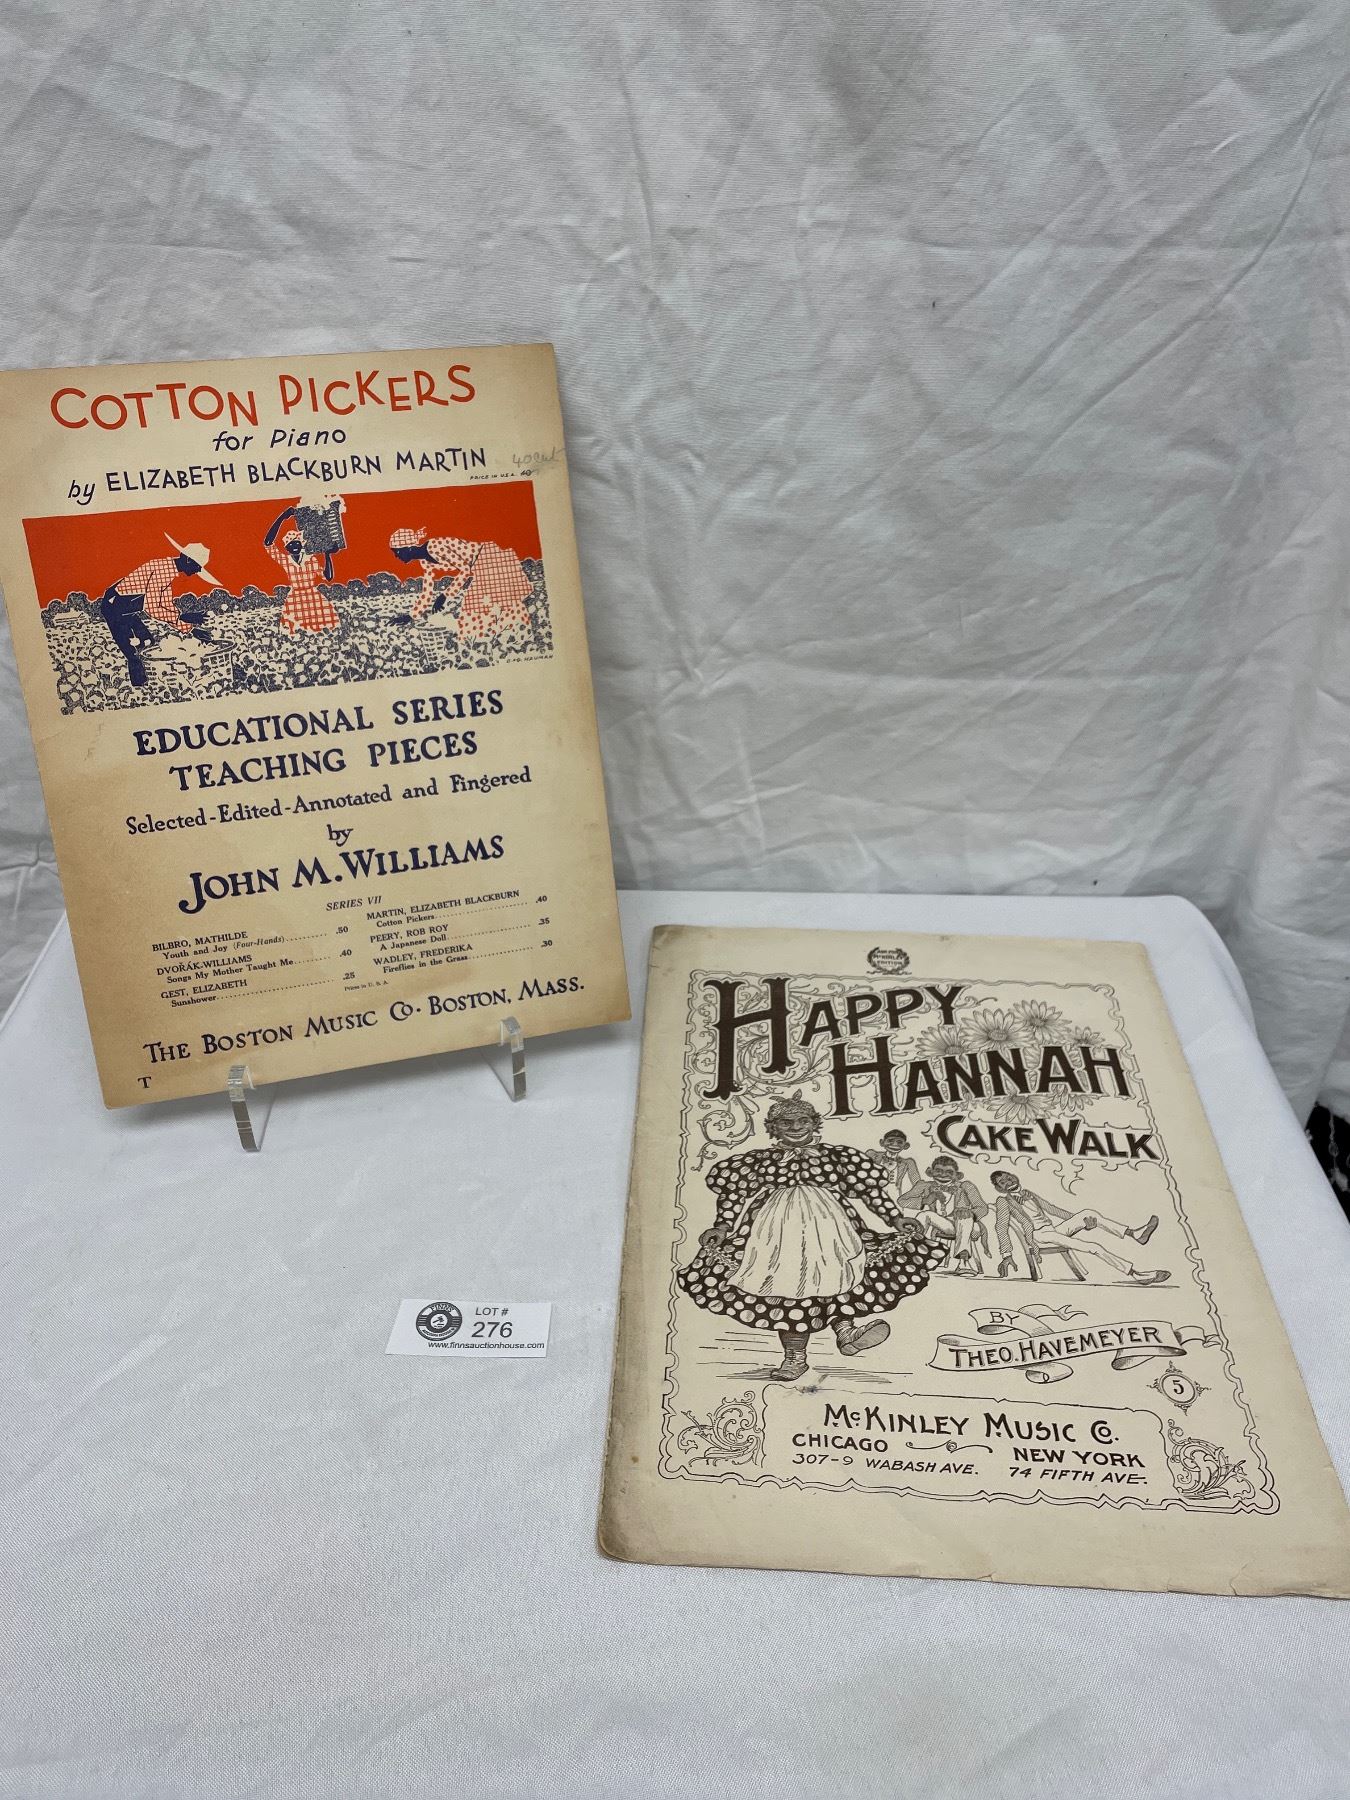 COTTON PICKERS
for Piano
by ELIZABETH BLACKBURN MARTIN
PRICE IN U.S.A. 40
EDUCATIONAL SERIES
TEACHING PIECES
Selected-Edited-Annotated and Fingered
by
JOHN M. WILLIAMS
SERIES VII
BILBRO, MATHILDE
Youth and Joy (Four-Hands) .50
DVOŘÁK-WILLIAMS
Songs My Mother Taught Me .40
GEST, ELIZABETH
Sunshower .25
MARTIN, ELIZABETH BLACKBURN
Cotton Pickers .40
PEERY, ROB ROY
A Japanese Doll .35
WADLEY, FREDERIKA
Fireflies in the Grass .30
Prices in U. S. A.
THE BOSTON MUSIC CO. BOSTON, MASS.
T
LOT #
276
www.finnsauctionhouse.com
McKINLEY
EDITION
HAPPY
HANNAH
CAKE WALK
BY
THEO. HAVEMEYER
5
McKINLEY MUSIC CO.
CHICAGO NEW YORK
307-9 WABASH AVE. 74 FIFTH AVE.